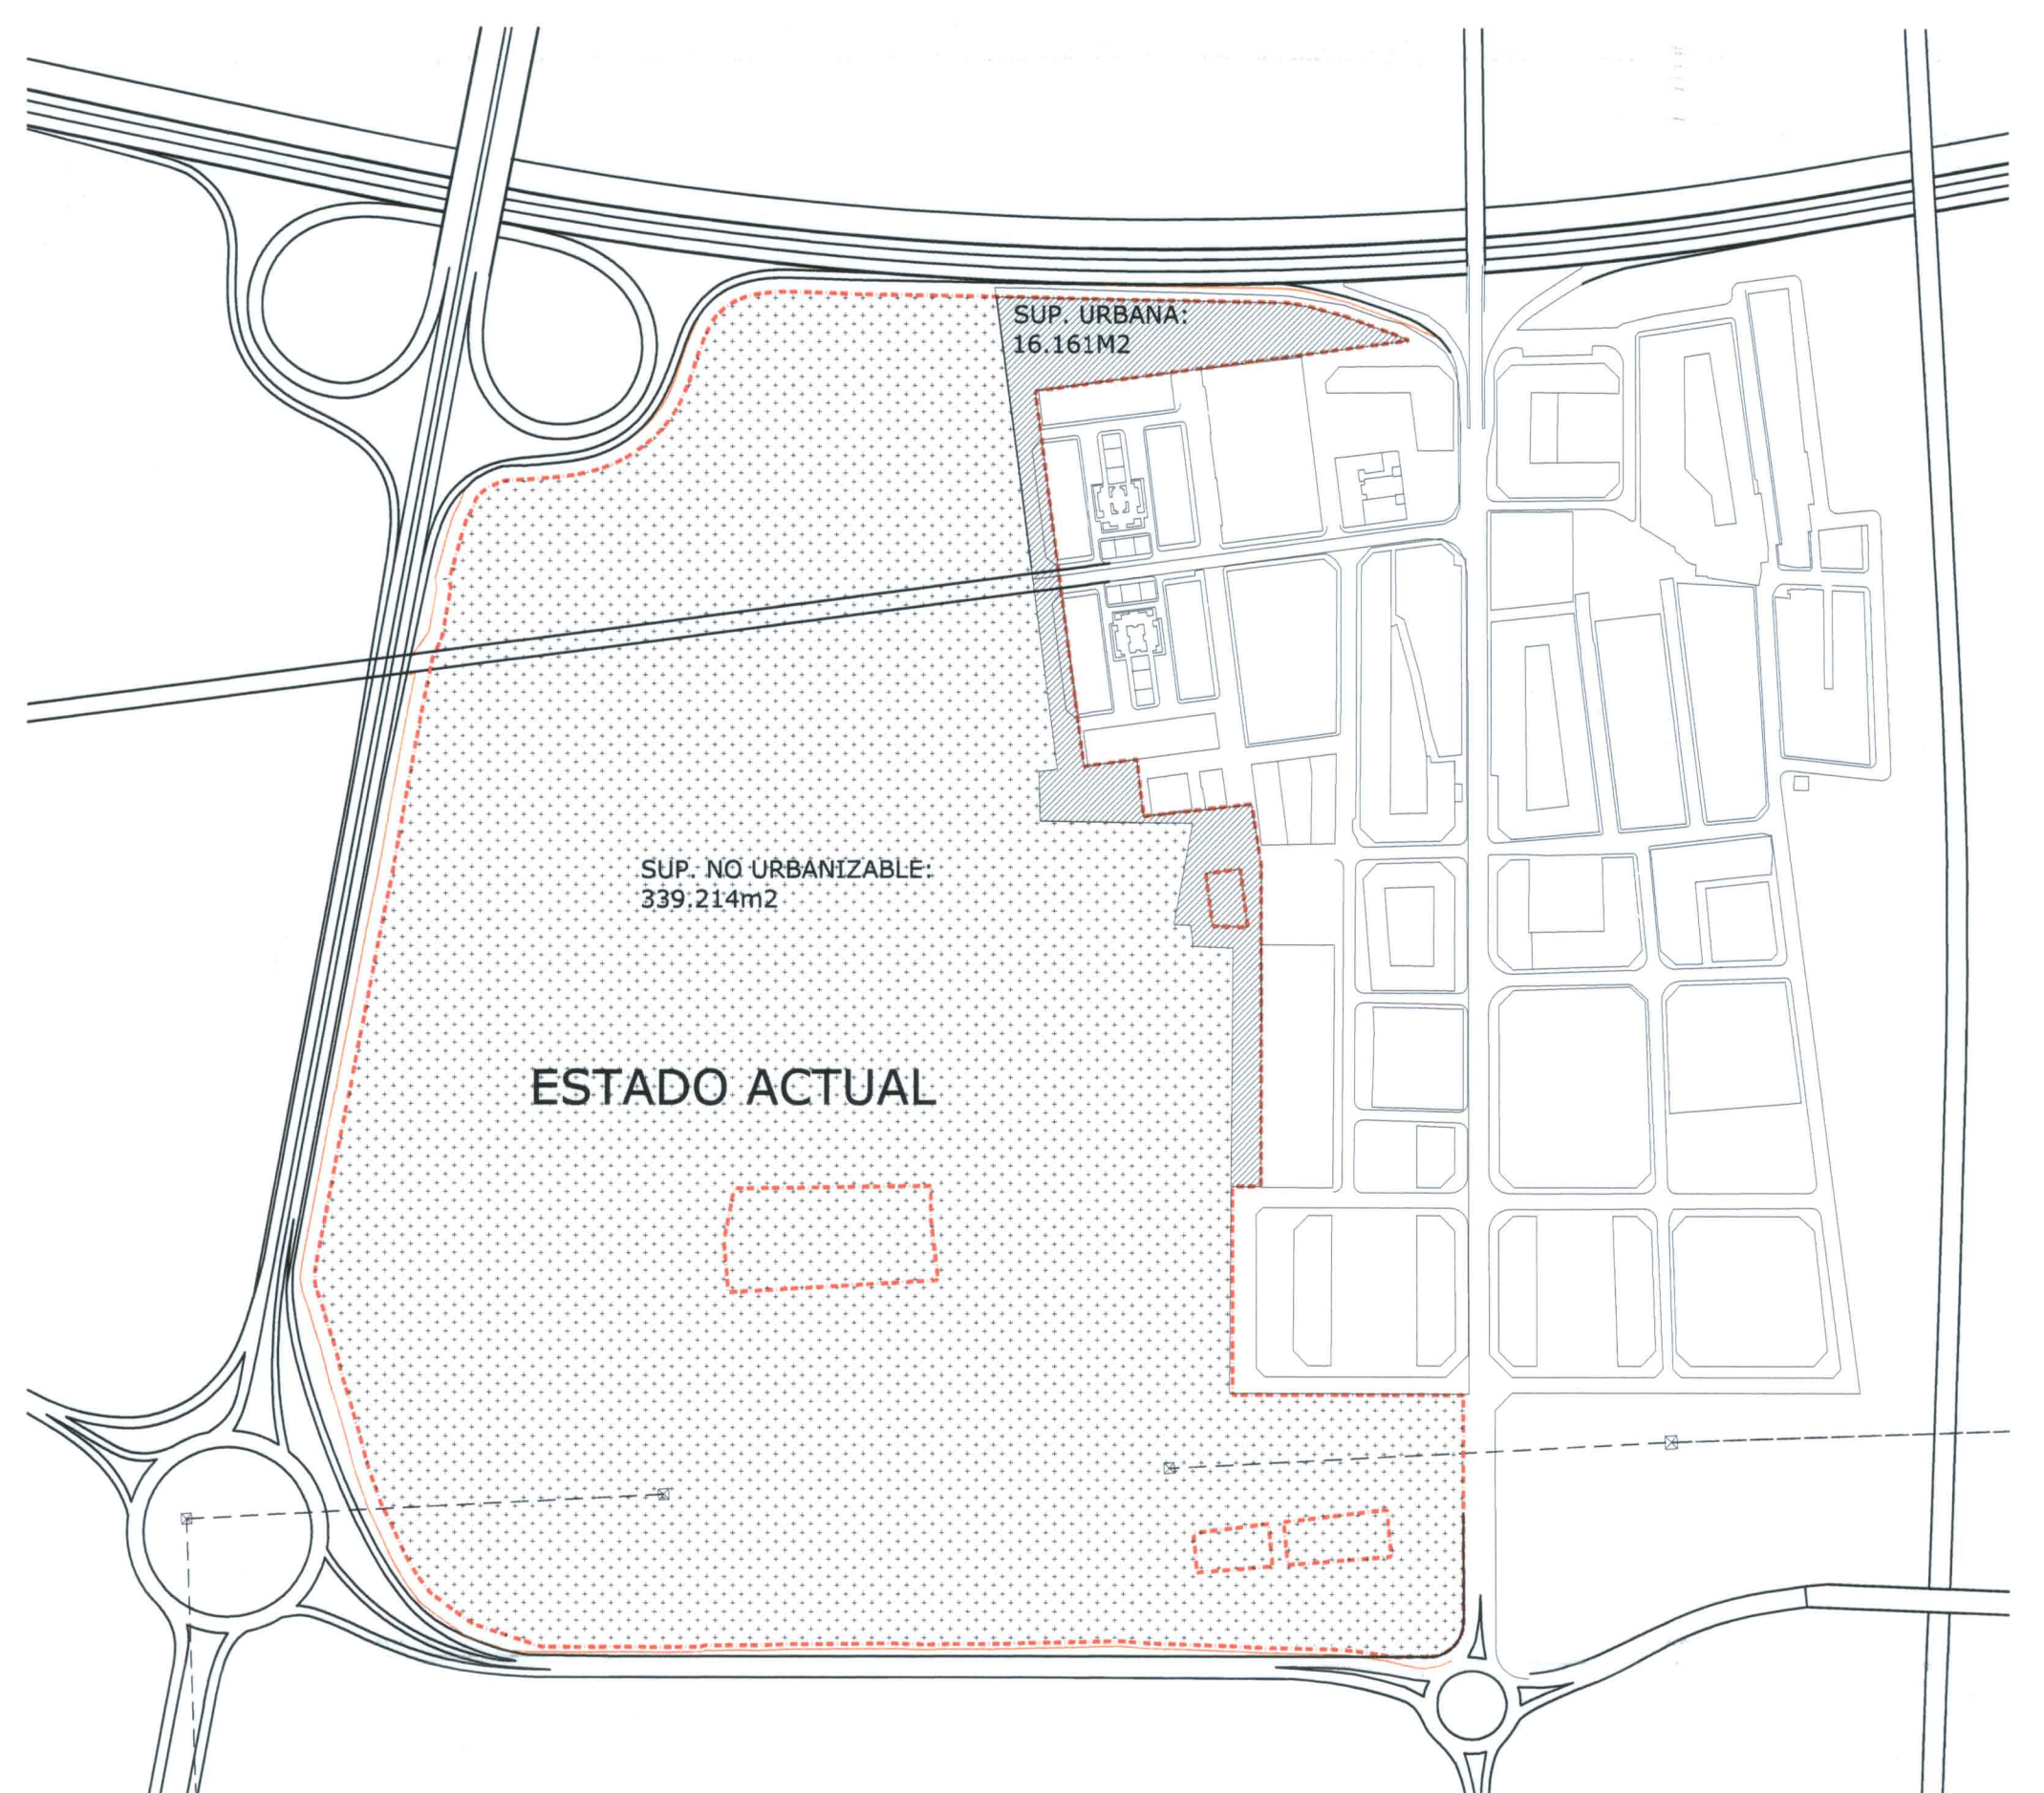 SUP. URBANA:
16.161M2
SUP. NO URBANIZABLE:
339.214m2
ESTADO ACTUAL